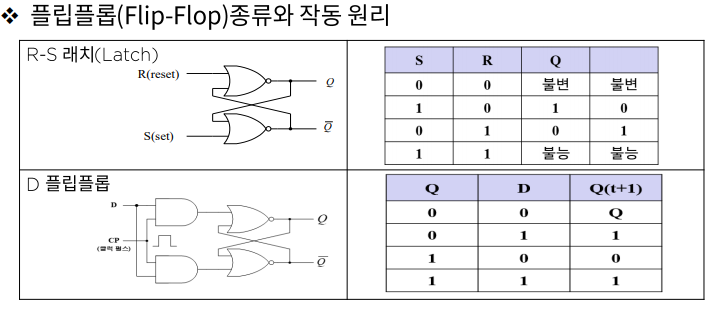 ❖ 플립플롭(Flip-Flop)종류와 작동 원리
R-S 래치(Latch)
R(reset)
Q
Q̅
S(set)
S R Q
0 0 불변 불변
1 0 1 0
0 1 0 1
1 1 불능 불능
D 플립플롭
D
CP
(클럭 펄스)
Q
Q̅
Q D Q(t+1)
0 0 Q
0 1 1
1 0 0
1 1 1